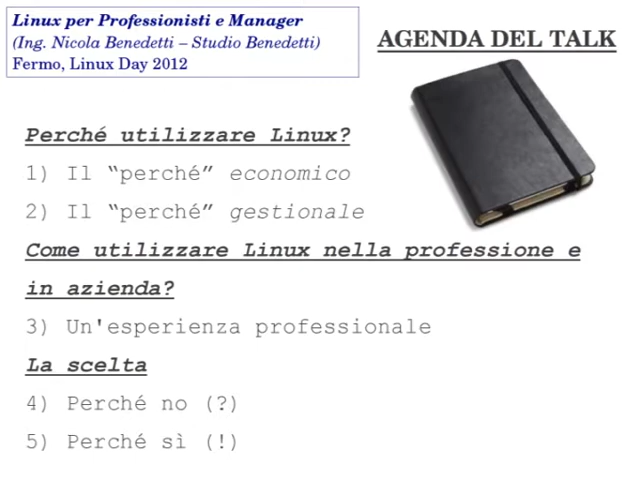 Linux per Professionisti e Manager
(Ing. Nicola Benedetti – Studio Benedetti)
Fermo, Linux Day 2012
AGENDA DEL TALK
Perché utilizzare Linux?
1) Il “perché” economico
2) Il “perché” gestionale
Come utilizzare Linux nella professione e
in azienda?
3) Un'esperienza professionale
La scelta
4) Perché no (?)
5) Perché sì (!)